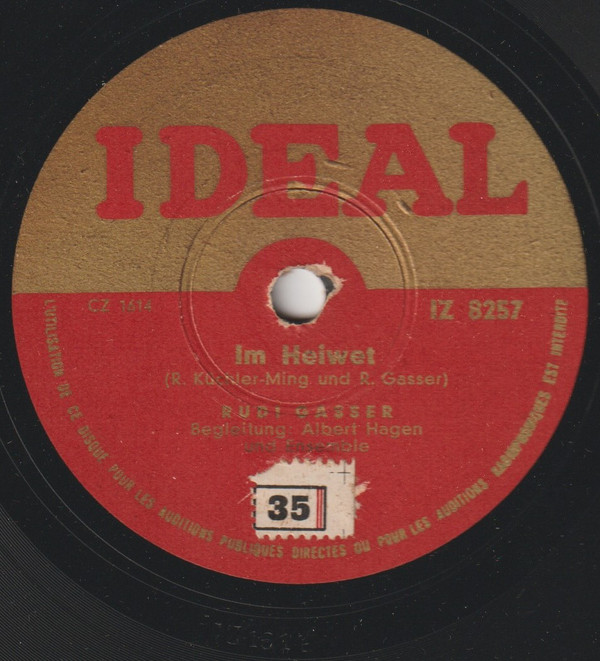 IDEAL
CZ 1614
IZ 8257
Im Heiwet
(R. Küchler-Ming und R. Gasser)
RUDI GASSER
Begleitung: Albert Hagen
und Ensemble
35
L'UTILISATION DE CE DISQUE POUR LES AUDITIONS PUBLIQUES DIRECTES OU POUR LES AUDITIONS RADIOPHONIQUES EST INTERDITE